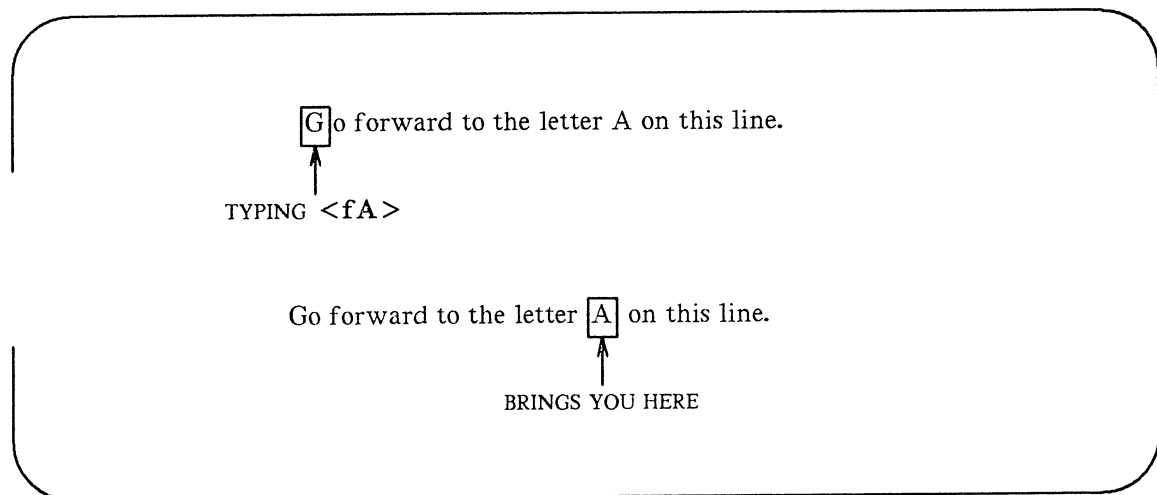 Go forward to the letter A on this line.
TYPING <fA>
Go forward to the letter A on this line.
BRINGS YOU HERE